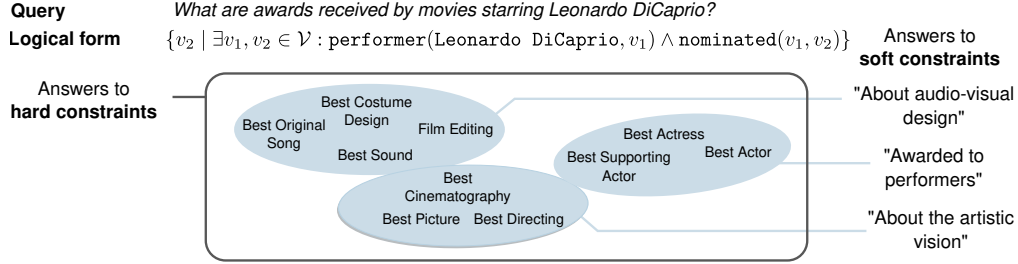 Query What are awards received by movies starring Leonardo DiCaprio?
Logical form {v₂ | ∃v₁, v₂ ∈ 𝒱 : performer(Leonardo DiCaprio, v₁) ∧ nominated(v₁, v₂)}
Answers to
soft constraints
Answers to
hard constraints
Best Costume
Design
Best Original
Song
Film Editing
Best Sound
Best
Cinematography
Best Picture Best Directing
Best Actress
Best Supporting
Actor
Best Actor
"About audio-visual
design"
"Awarded to
performers"
"About the artistic
vision"